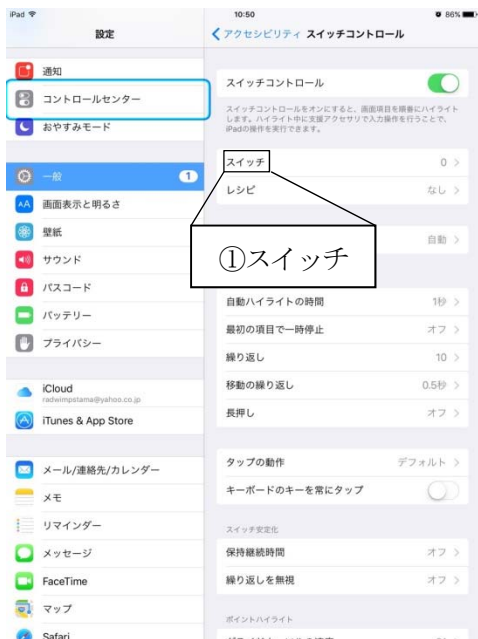 iPad
10:50
86%
設定
アクセシビリティ スイッチコントロール
通知
コントロールセンター
おやすみモード
一般 1
画面表示と明るさ
壁紙
サウンド
パスコード
バッテリー
プライバシー
iCloud
radwimpstama@yahoo.co.jp
iTunes & App Store
メール/連絡先/カレンダー
メモ
リマインダー
メッセージ
FaceTime
マップ
Safari
スイッチコントロール
スイッチコントロールをオンにすると、画面項目を順番にハイライト
します。ハイライト中に支援アクセサリで入力操作を行うことで、
iPadの操作を実行できます。
スイッチ 0
レシピ なし
自動
①スイッチ
自動ハイライトの時間 1秒
最初の項目で一時停止 オフ
繰り返し 10
移動の繰り返し 0.5秒
長押し オフ
タップの動作 デフォルト
キーボードのキーを常にタップ
スイッチ安定化
保持継続時間 オフ
繰り返しを無視 オフ
ポイントハイライト